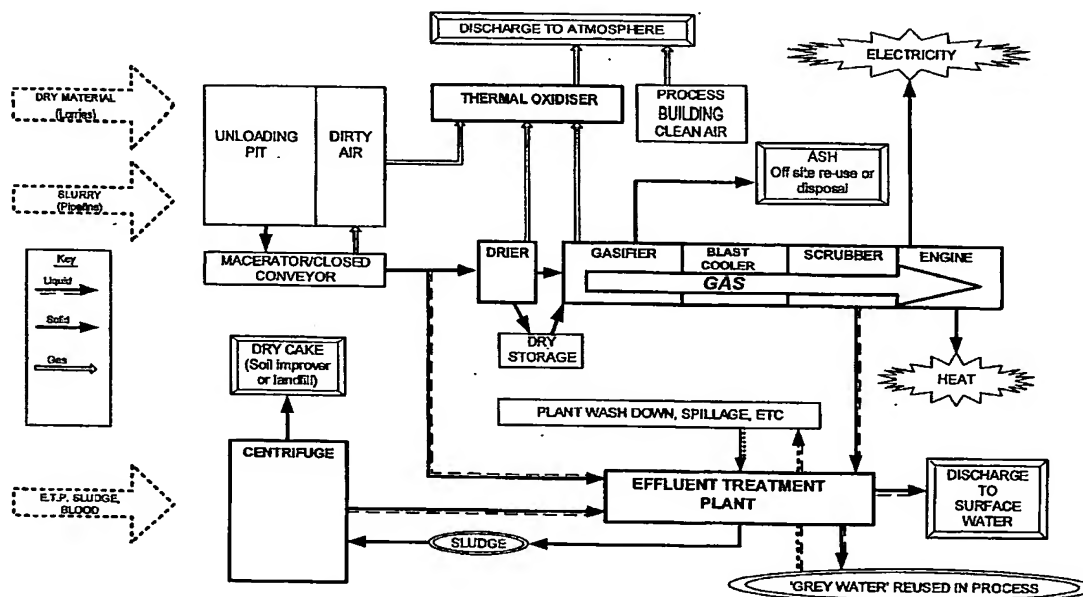 DISCHARGE TO ATMOSPHERE
ELECTRICITY
DRY MATERIAL
(Lorries)
UNLOADING
PIT
DIRTY
AIR
THERMAL OXIDISER
PROCESS
BUILDING
CLEAN AIR
ASH
Off site re-use or
disposal
SLURRY
(Pipeline)
MACERATOR/CLOSED
CONVEYOR
DRIER
GASIFIER
BLAST
COOLER
SCRUBBER
ENGINE
GAS
Key
Liquid
Solid
Gas
DRY
STORAGE
DRY CAKE
(Soil improver
or landfill)
HEAT
PLANT WASH DOWN, SPILLAGE, ETC
CENTRIFUGE
E.T.P. SLUDGE,
BLOOD
EFFLUENT TREATMENT
PLANT
DISCHARGE
TO
SURFACE
WATER
SLUDGE
'GREY WATER' REUSED IN PROCESS